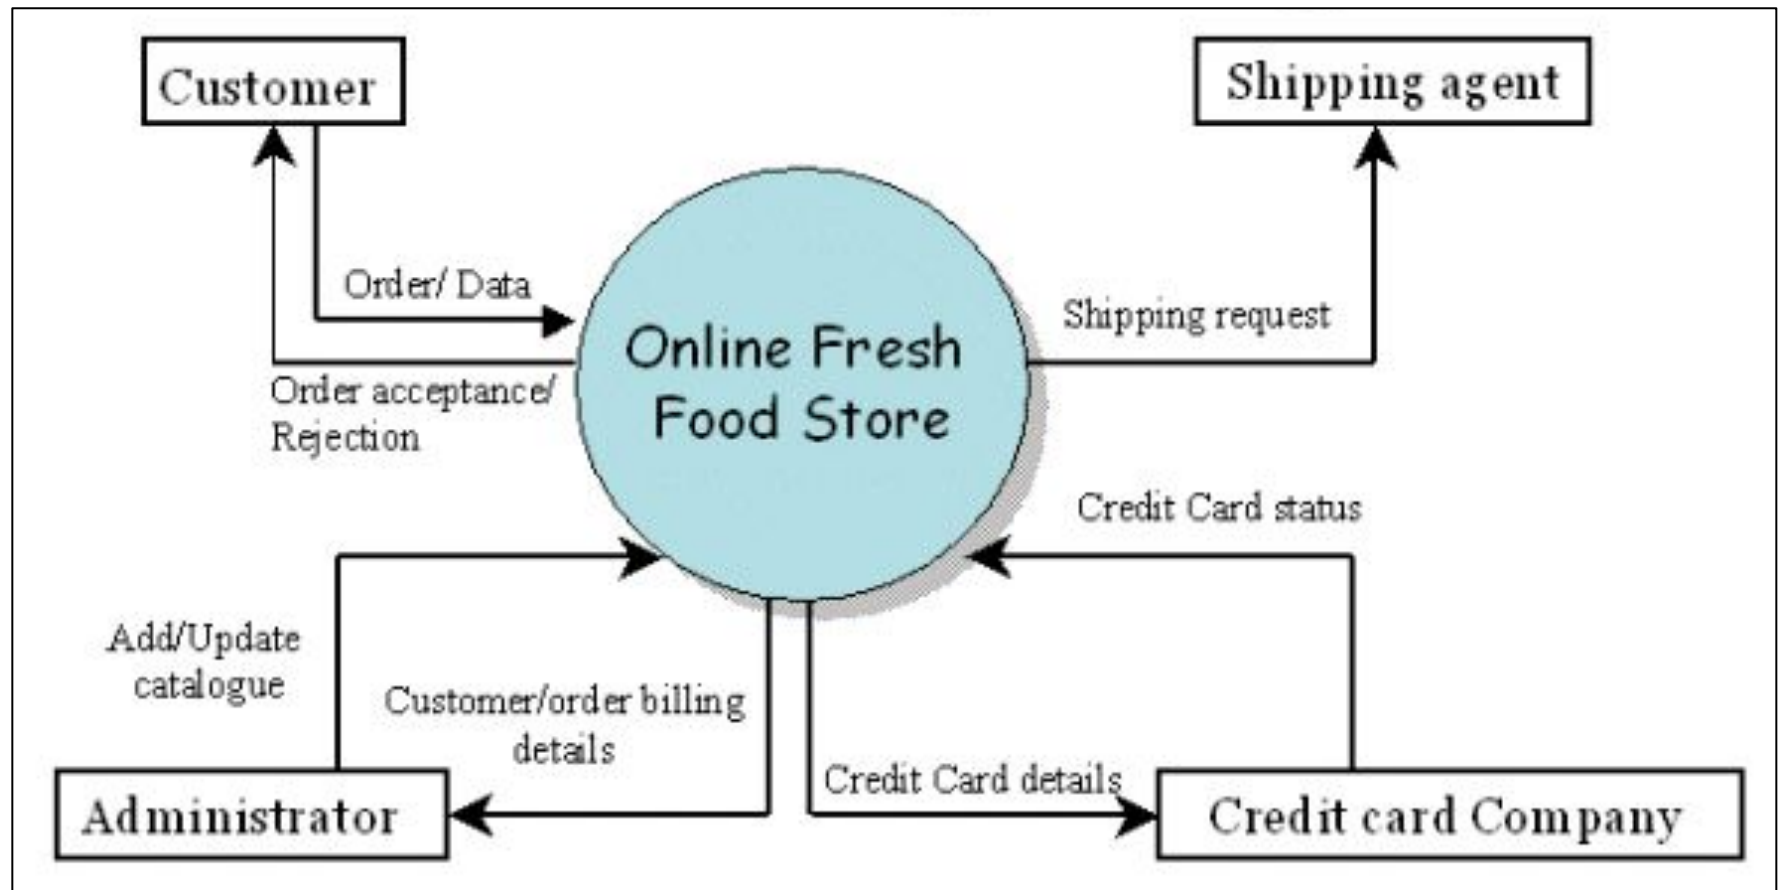 Customer
Shipping agent
Order/ Data
Shipping request
Online Fresh
Food Store
Order acceptance/
Rejection
Credit Card status
Add/Update
catalogue
Customer/order billing
details
Credit Card details
Administrator
Credit card Company